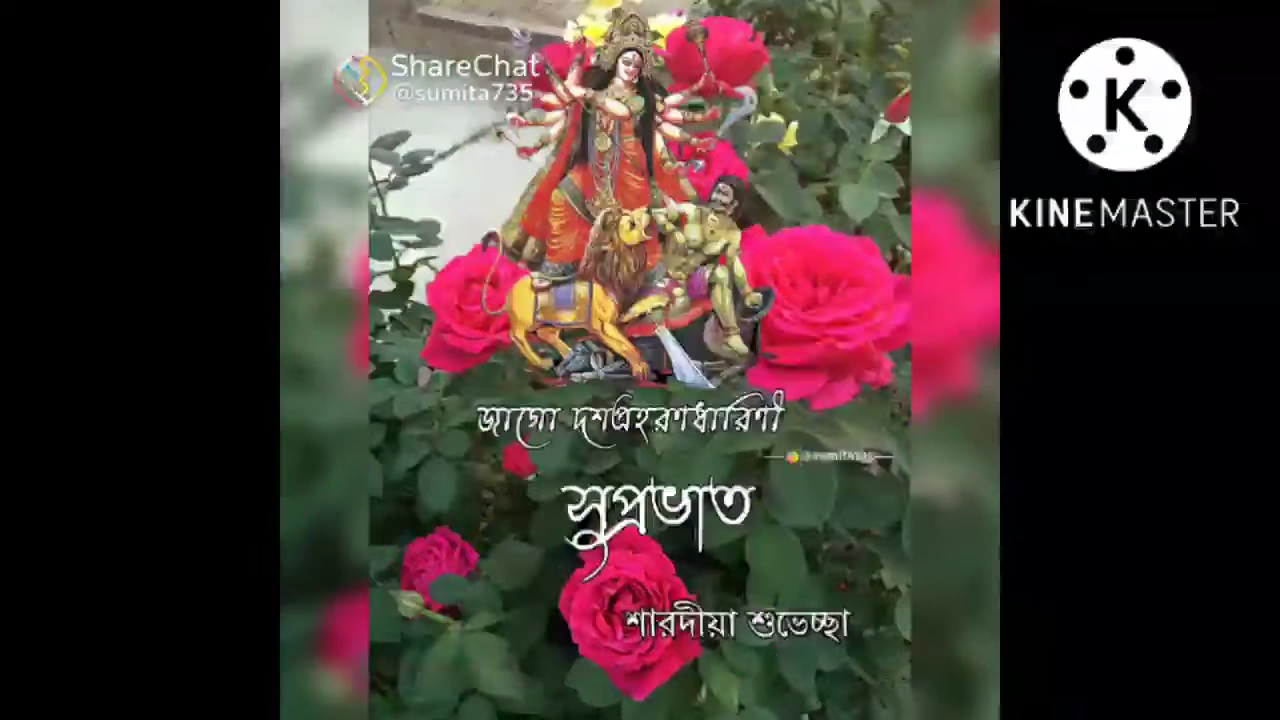 ShareChat
@sumita735
KINEMASTER
জাগো দশপ্রহরণধারিণী
সুপ্রভাত
শারদীয়া শুভেচ্ছা